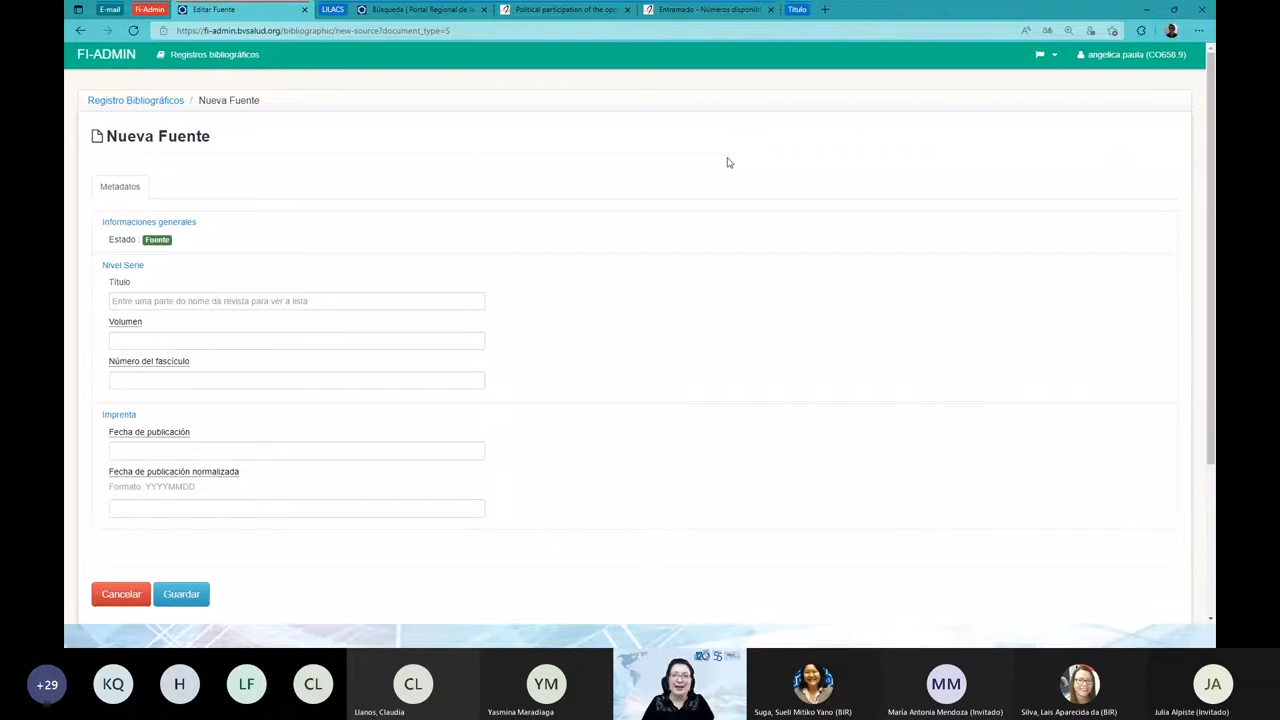 E-mail
Fi-Admin
Editar Fuente
LILACS
Búsqueda | Portal Regional de la
Political participation of the opo
Entramado - Números disponibl
Titulo
https://fi-admin.bvsalud.org/bibliographic/new-source?document_type=S
FI-ADMIN
Registros bibliográficos
angelica.paula (CO658.9)
Registro Bibliográficos / Nueva Fuente
Nueva Fuente
Metadatos
Informaciones generales
Estado : Fuente
Nivel Serie
Título
Entre uma parte do nome da revista para ver a lista
Volumen
Número del fascículo
Imprenta
Fecha de publicación
Fecha de publicación normalizada
Formato: YYYYMMDD
Cancelar
Guardar
+29
KQ
H
LF
CL
CL
YM
MM
JA
Llanos, Claudia
Yasmina Maradiaga
Suga, Sueli Mitiko Yano (BIR)
María Antonia Mendoza (Invitado)
Silva, Lais Aparecida da (BIR)
Julia Alpiste (Invitado)